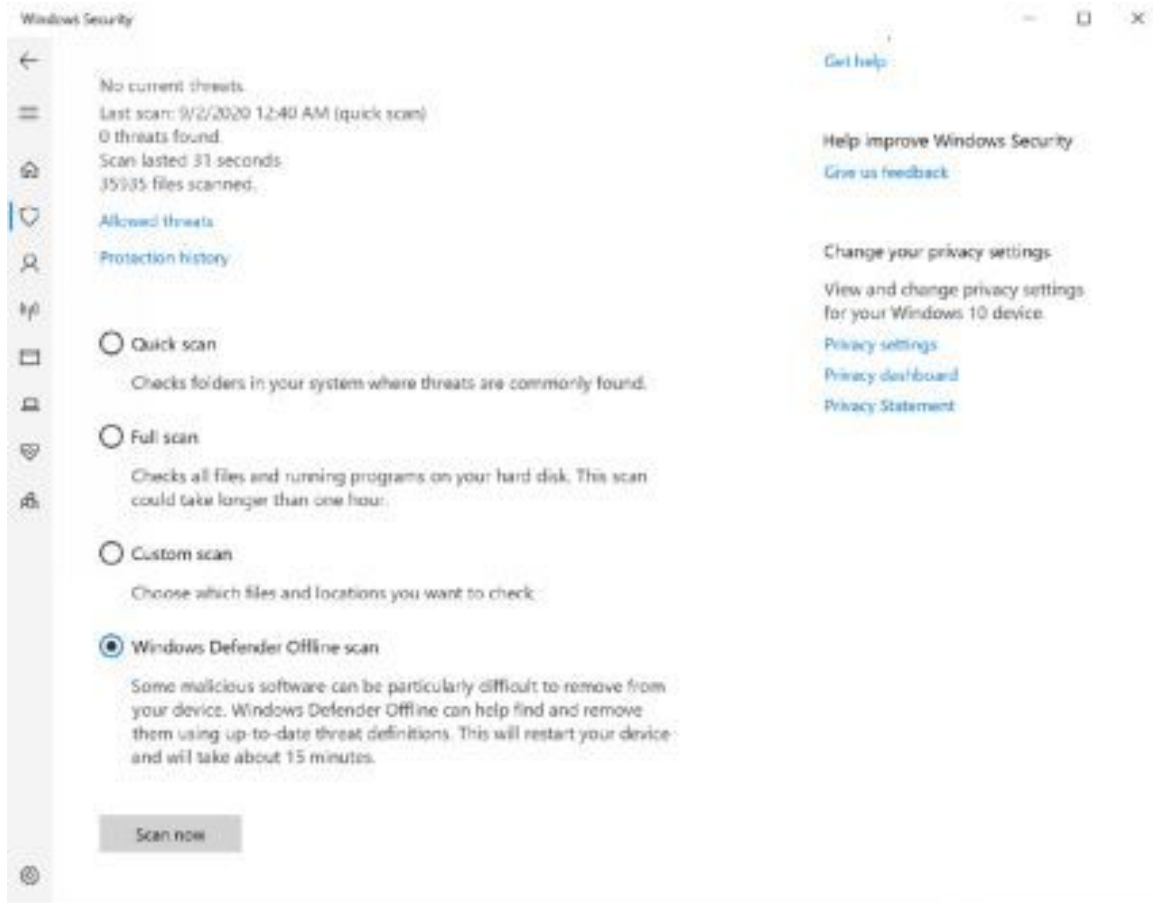 Windows Security
No current threats.
Last scan: 9/2/2020 12:40 AM (quick scan)
0 threats found.
Scan lasted 31 seconds
35935 files scanned.
Allowed threats
Protection history
Quick scan
Checks folders in your system where threats are commonly found.
Full scan
Checks all files and running programs on your hard disk. This scan
could take longer than one hour.
Custom scan
Choose which files and locations you want to check.
Windows Defender Offline scan
Some malicious software can be particularly difficult to remove from
your device. Windows Defender Offline can help find and remove
them using up-to-date threat definitions. This will restart your device
and will take about 15 minutes.
Scan now
Get help
Help improve Windows Security
Give us feedback
Change your privacy settings
View and change privacy settings
for your Windows 10 device.
Privacy settings
Privacy dashboard
Privacy Statement